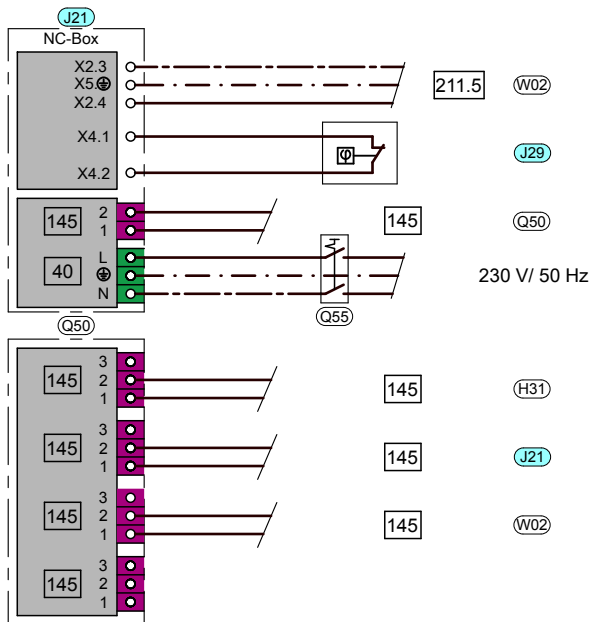 J21
NC-Box
X2.3
X5.
X2.4
211.5 W02
X4.1
φ
J29
X4.2
145 2 145 Q50
1
40 L
230 V/ 50 Hz
N
Q50 Q55
3
145 2 145 H31
1
3
145 2 145 J21
1
3
145 2 145 W02
1
3
145 2
1